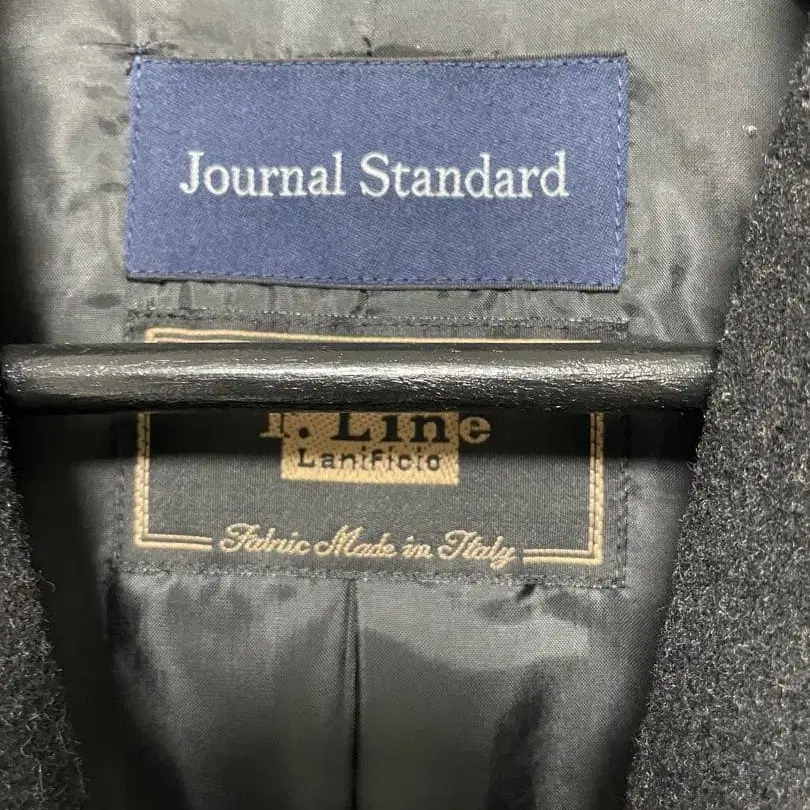 Journal Standard
Line
Lanificio
Fabric Made in Italy